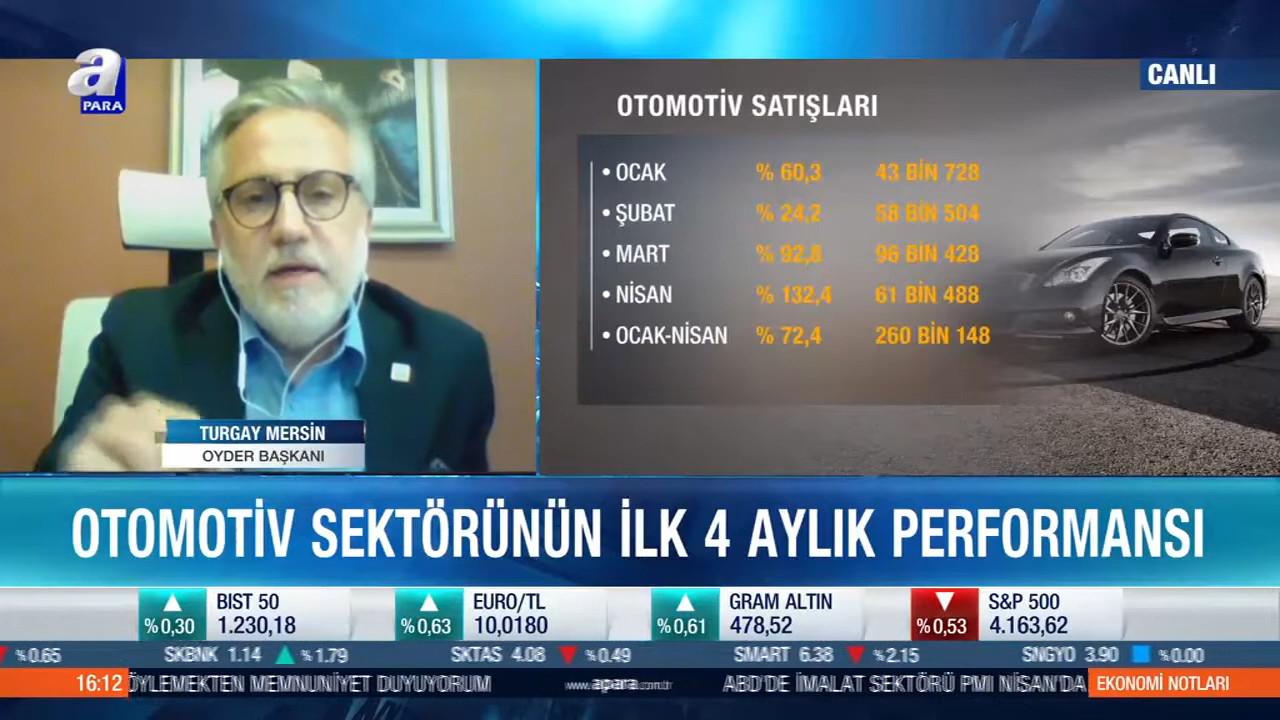 a
PARA
CANLI
OTOMOTİV SATIŞLARI
• OCAK % 60,3 43 BİN 728
• ŞUBAT % 24,2 58 BİN 504
• MART % 92,8 96 BİN 428
• NİSAN % 132,4 61 BİN 488
• OCAK-NİSAN % 72,4 260 BİN 148
TURGAY MERSİN
OYDER BAŞKANI
OTOMOTİV SEKTÖRÜNÜN İLK 4 AYLIK PERFORMANSI
% 0,30 BIST 50 1.230,18
% 0,63 EURO/TL 10,0180
% 0,61 GRAM ALTIN 478,52
% 0,53 S&P 500 4.163,62
%0.65 SKBNK 1.14 %1.79 SKTAS 4.08 %0.49 SMART 6.38 %2.15 SNGYO 3.90 %0.00
16:12 ÖYLEMEKTEN MEMNUNİYET DUYUYORUM www.apara.com.tr ABD'DE İMALAT SEKTÖRÜ PMI NİSAN'DA EKONOMİ NOTLARI